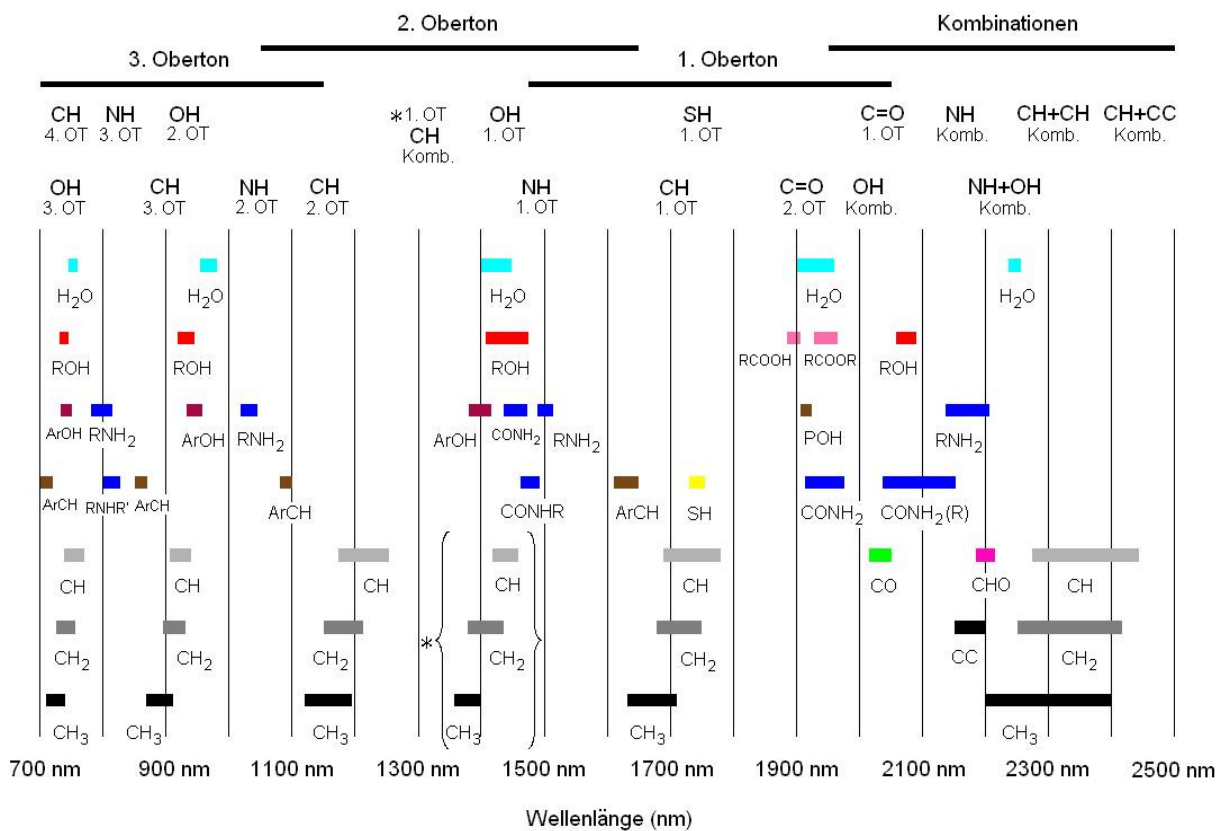 2. Oberton Kombinationen
3. Oberton 1. Oberton
CH NH OH *1. OT OH SH C=O NH CH+CH CH+CC
4. OT 3. OT 2. OT CH 1. OT 1. OT 1. OT Komb. Komb. Komb.
Komb.
OH CH NH CH NH CH C=O OH NH+OH
3. OT 3. OT 2. OT 2. OT 1. OT 1. OT 2. OT Komb. Komb.
H₂O H₂O H₂O H₂O H₂O
ROH ROH ROH RCOOH RCOOR ROH
ArOH RNH₂ ArOH RNH₂ ArOH CONH₂ RNH₂ POH RNH₂
ArCH RNHR' ArCH ArCH CONHR ArCH SH CONH₂ CONH₂(R)
CH CH CH CH CH CO CHO CH
*
CH₂ CH₂ CH₂ CH₂ CH₂ CC CH₂
CH₃ CH₃ CH₃ CH₃ CH₃ CH₃
700 nm 900 nm 1100 nm 1300 nm 1500 nm 1700 nm 1900 nm 2100 nm 2300 nm 2500 nm
Wellenlänge (nm)